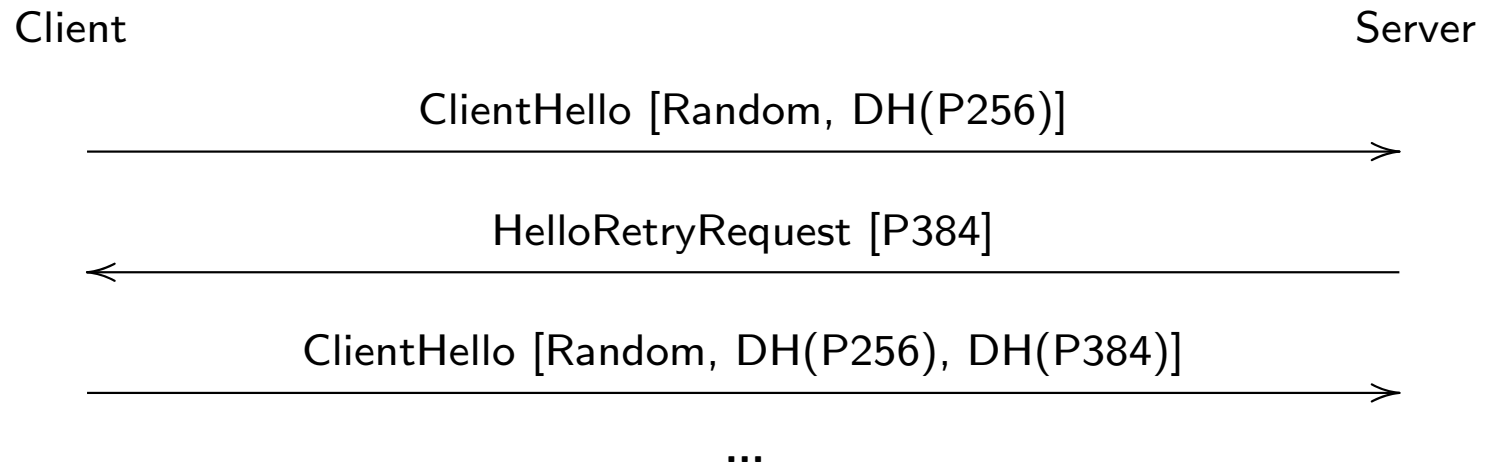 Client Server
ClientHello [Random, DH(P256)]
HelloRetryRequest [P384]
ClientHello [Random, DH(P256), DH(P384)]
...